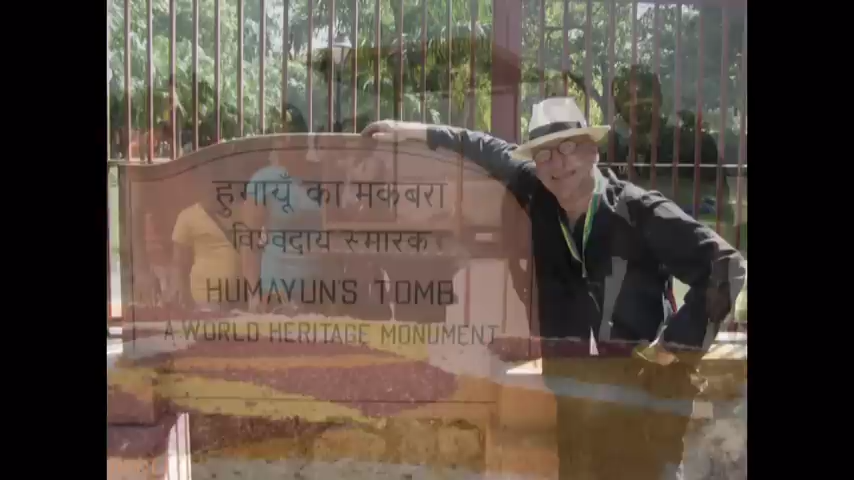 हुमायूँ का मकबरा
विश्वदाय स्मारक
HUMAYUN'S TOMB
A WORLD HERITAGE MONUMENT